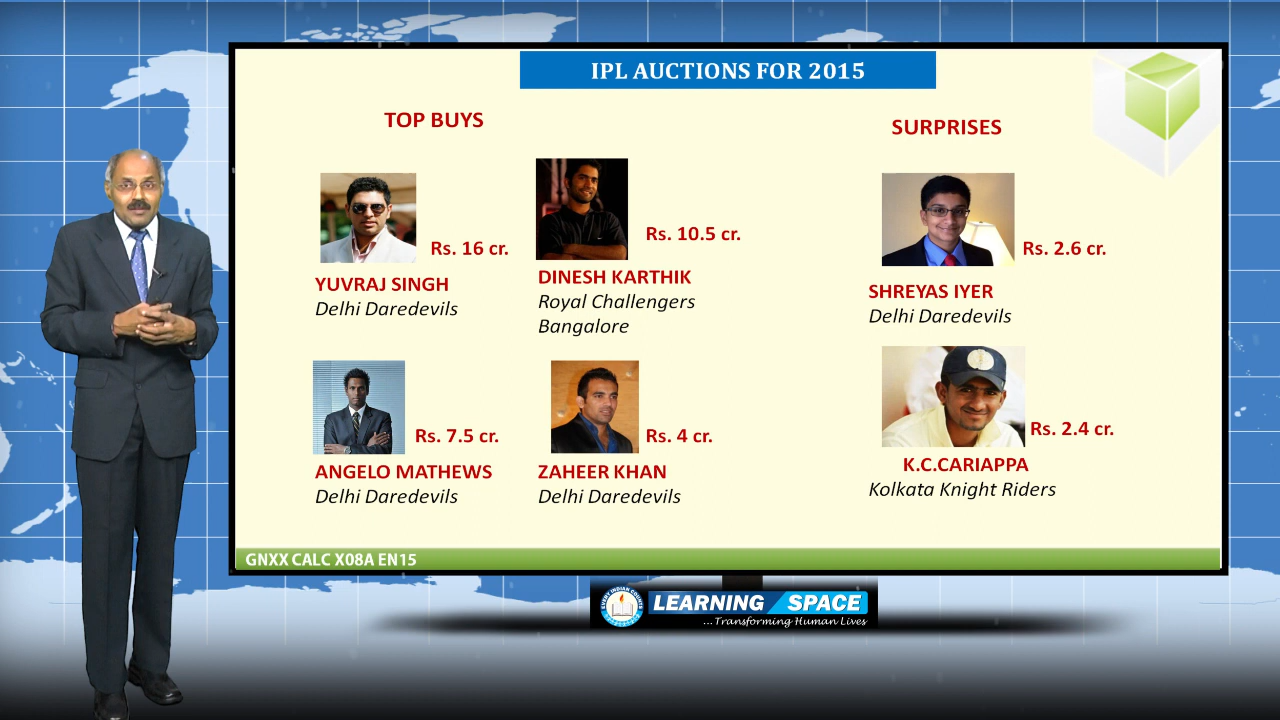 IPL AUCTIONS FOR 2015
TOP BUYS
SURPRISES
Rs. 16 cr.
YUVRAJ SINGH
Delhi Daredevils
Rs. 10.5 cr.
DINESH KARTHIK
Royal Challengers
Bangalore
Rs. 2.6 cr.
SHREYAS IYER
Delhi Daredevils
Rs. 7.5 cr.
ANGELO MATHEWS
Delhi Daredevils
Rs. 4 cr.
ZAHEER KHAN
Delhi Daredevils
Rs. 2.4 cr.
K.C.CARIAPPA
Kolkata Knight Riders
GNXX CALC X08A EN15
EVERY INDIAN COUNTS
LEARNING SPACE
...Transforming Human Lives